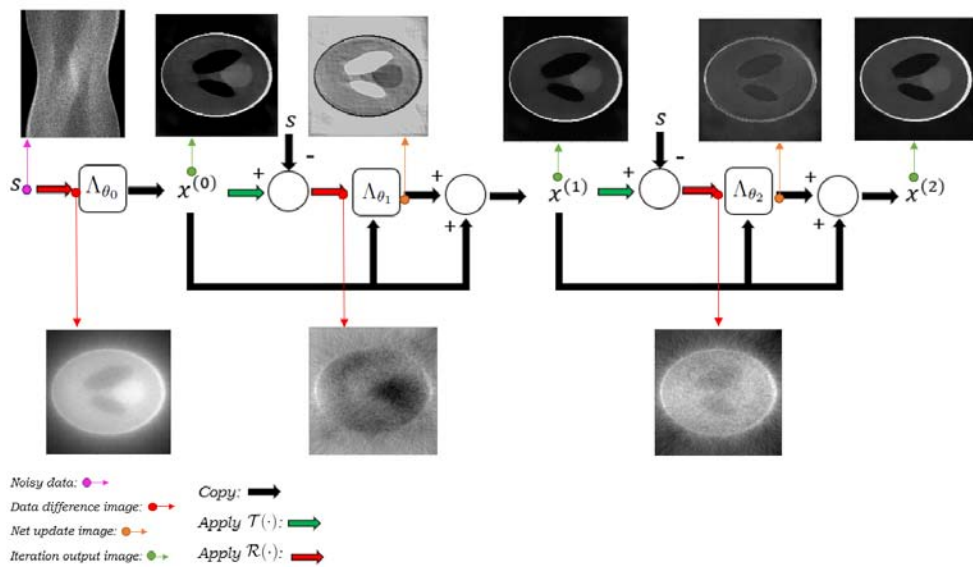 s
Λθ₀
x⁽⁰⁾
+
s
-
Λθ₁
+
+
x⁽¹⁾
+
s
-
Λθ₂
+
+
x⁽²⁾
Noisy data:
Data difference image:
Net update image:
Iteration output image:
Copy:
Apply 𝒯(·):
Apply ℛ(·):